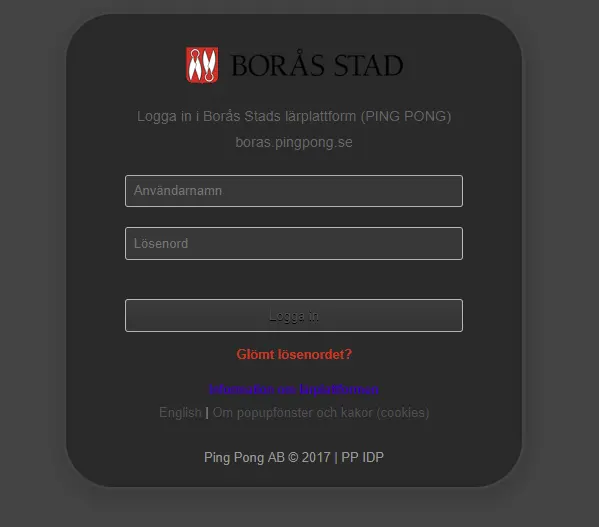 BORÅS STAD
Logga in i Borås Stads lärplattform (PING PONG)
boras.pingpong.se
Användarnamn
Lösenord
Logga in
Glömt lösenordet?
Information om lärplattformen
English | Om popupfönster och kakor (cookies)
Ping Pong AB © 2017 | PP IDP